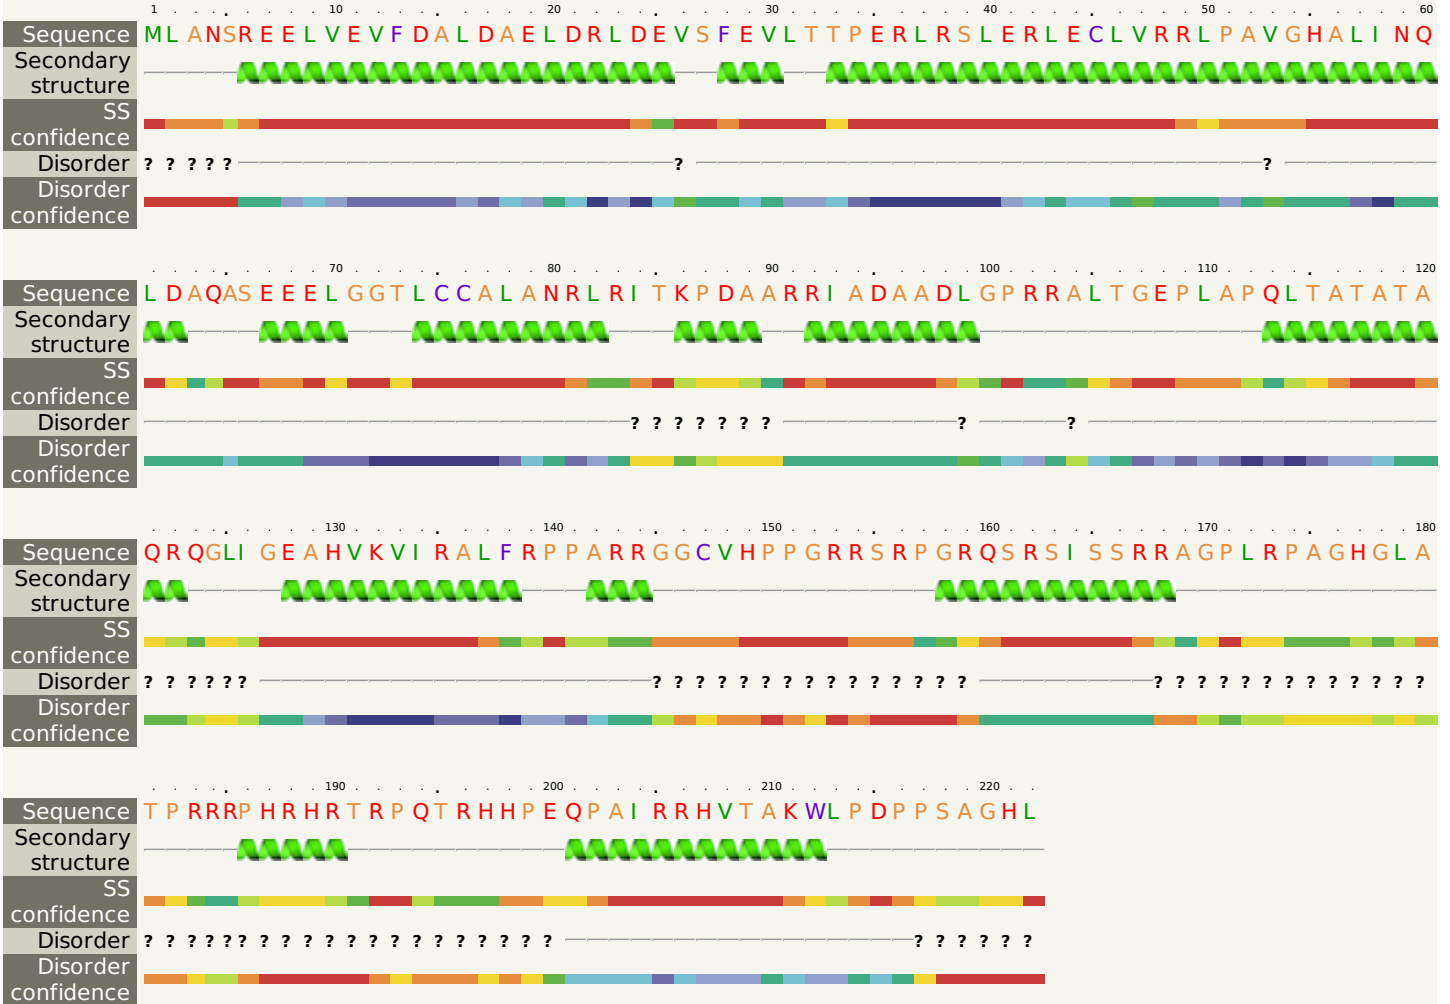 1 10 20 30 40 50 60
Sequence MLANSREELVEVFDALDAELDRLDEVSFEVLTTPERLRSLERLECLVRRLPAVGHALINQ
Secondary
structure
SS
confidence
Disorder ? ? ? ? ? ? ?
Disorder
confidence
70 80 90 100 110 120
Sequence LDAQASEEELGGTLCCALANRLRITKPDAARRIADAADLGPRRALTGEPLAPQLTATATA
Secondary
structure
SS
confidence
Disorder ? ? ? ? ? ? ? ? ?
Disorder
confidence
130 140 150 160 170 180
Sequence QRQGLIGEAHVKVIRALFRPPARRGGCVHPPGRRSRPGRQSRSISSRRAGPLRPAGHGLA
Secondary
structure
SS
confidence
Disorder ? ? ? ? ? ? ? ? ? ? ? ? ? ? ? ? ? ? ? ? ? ? ? ? ? ? ? ? ? ? ? ? ?
Disorder
confidence
190 200 210 220
Sequence TPRRRPHRHRTRPQTRHHPEQPAIRRHVTAKWLPDPPSAGHL
Secondary
structure
SS
confidence
Disorder ? ? ? ? ? ? ? ? ? ? ? ? ? ? ? ? ? ? ? ? ? ? ? ? ?
Disorder
confidence